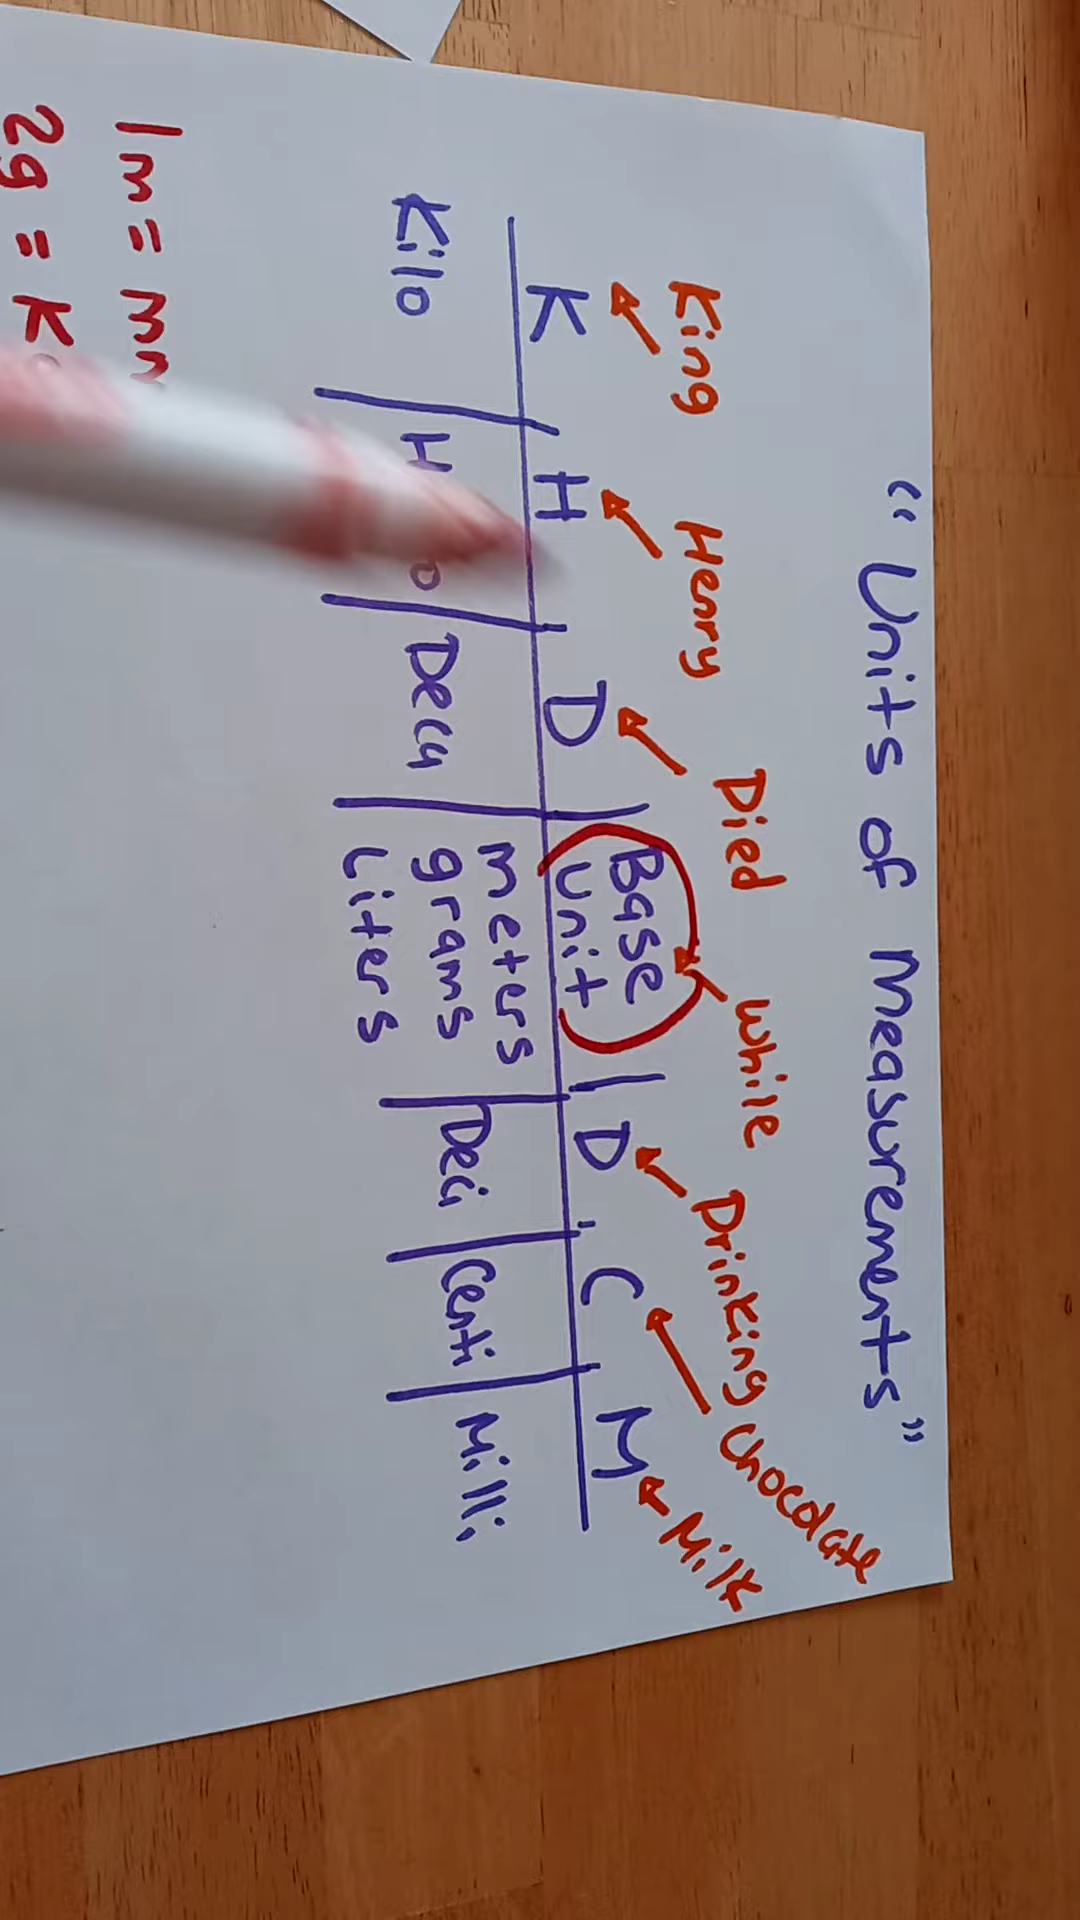 "Units of Measurements"
King Henry Died while Drinking chocolate Milk
K H D Base Unit D C M
Kilo Deca meters grams Liters Deci Centi Milli
1m = 
2g =